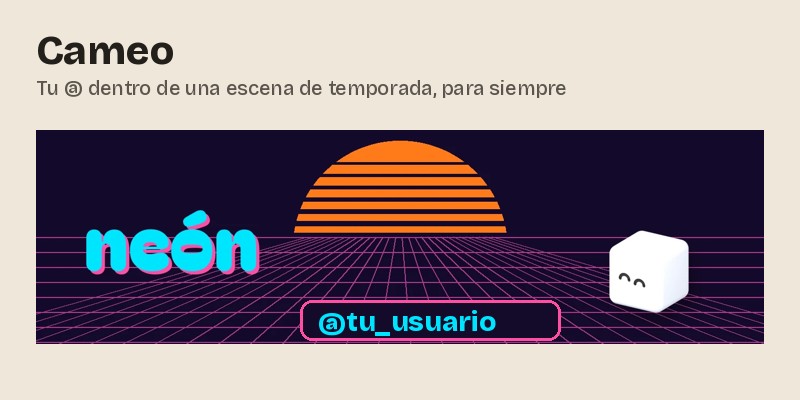 Cameo
Tu @ dentro de una escena de temporada, para siempre
neón
@tu_usuario